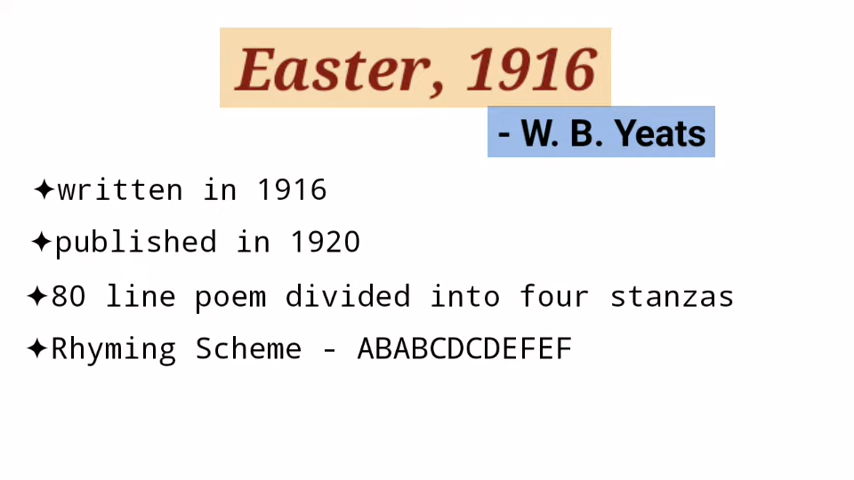 Easter, 1916
- W. B. Yeats
✦written in 1916
✦published in 1920
✦80 line poem divided into four stanzas
✦Rhyming Scheme - ABABCDCDEFEF